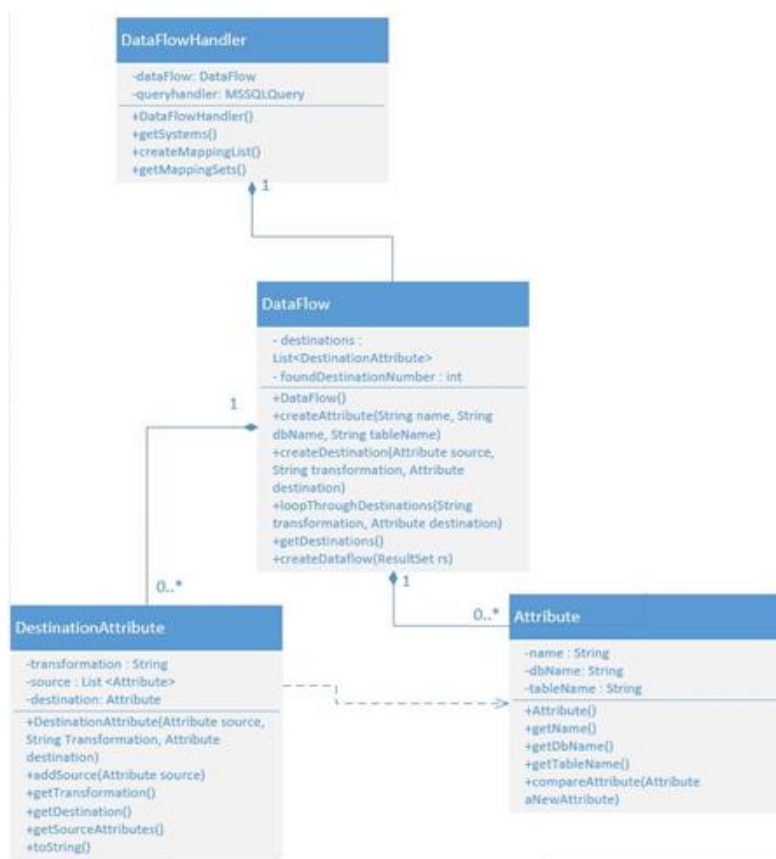 DataFlowHandler
-dataFlow: DataFlow
-queryhandler: MSSQLQuery
+DataFlowHandler()
+getSystems()
+createMappingList()
+getMappingSets()
1
DataFlow
- destinations :
List<DestinationAttribute>
- foundDestinationNumber : int
+DataFlow()
+createAttribute(String name, String
dbName, String tableName)
+createDestination(Attribute source,
String transformation, Attribute
destination)
+loopThroughDestinations(String
transformation, Attribute destination)
+getDestinations()
+createDataflow(ResultSet rs)
1
1
0..*
0..*
DestinationAttribute
-transformation : String
-source : List <Attribute>
-destination: Attribute
+DestinationAttribute(Attribute source,
String Transformation, Attribute
destination)
+addSource(Attribute source)
+getTransformation()
+getDestination()
+getSourceAttributes()
+toString()
Attribute
-name : String
-dbName: String
-tableName : String
+Attribute()
+getName()
+getDbName()
+getTableName()
+compareAttribute(Attribute
aNewAttribute)